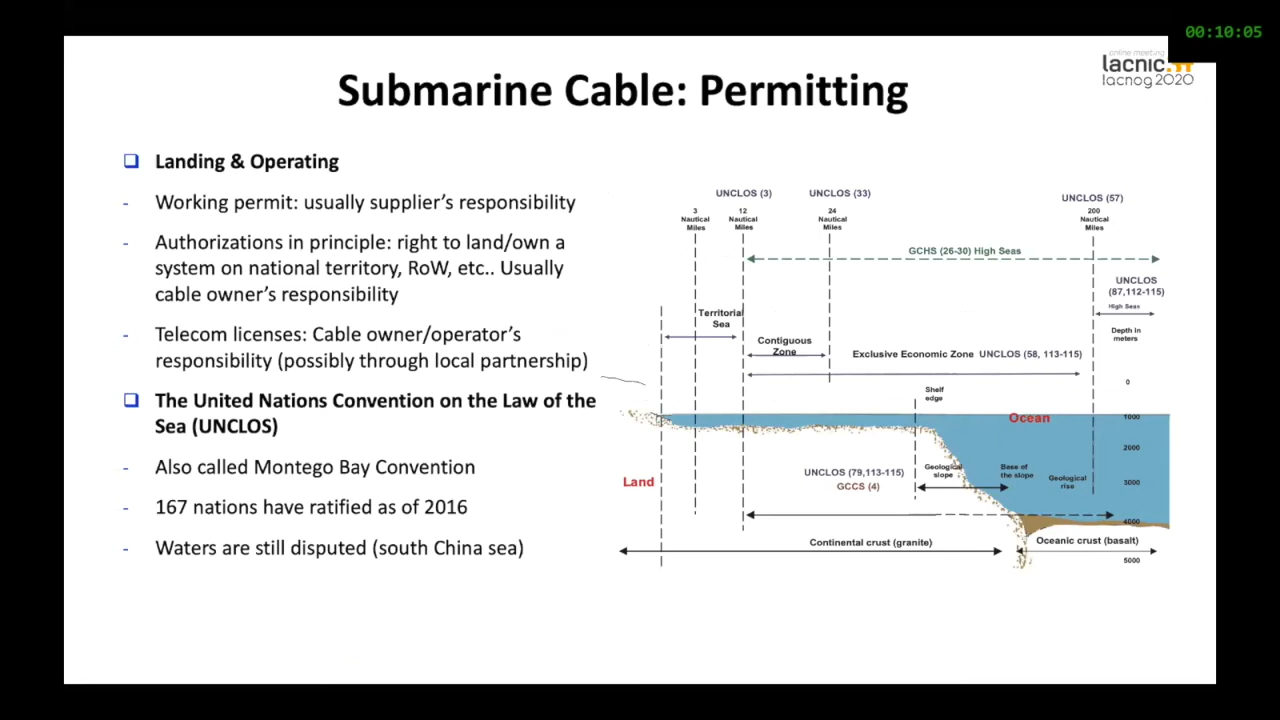 00:10:05
online meeting
lacnic
lacnog 2020
Submarine Cable: Permitting
Landing & Operating
- Working permit: usually supplier's responsibility
- Authorizations in principle: right to land/own a
system on national territory, RoW, etc.. Usually
cable owner's responsibility
- Telecom licenses: Cable owner/operator's
responsibility (possibly through local partnership)
The United Nations Convention on the Law of the
Sea (UNCLOS)
- Also called Montego Bay Convention
- 167 nations have ratified as of 2016
- Waters are still disputed (south China sea)
UNCLOS (3)
UNCLOS (33)
UNCLOS (57)
3
Nautical
Miles
12
Nautical
Miles
24
Nautical
Miles
200
Nautical
Miles
GCHS (26-30) High Seas
UNCLOS
(87,112-115)
High Seas
Territorial
Sea
Depth in
meters
Contiguous
Zone
Exclusive Economic Zone UNCLOS (58, 113-115)
Shelf
edge
0
Ocean
1000
2000
Land
UNCLOS (79,113-115)
GCCS (4)
Geological
slope
Base of
the slope
Geological
rise
3000
4000
Continental crust (granite)
Oceanic crust (basalt)
5000